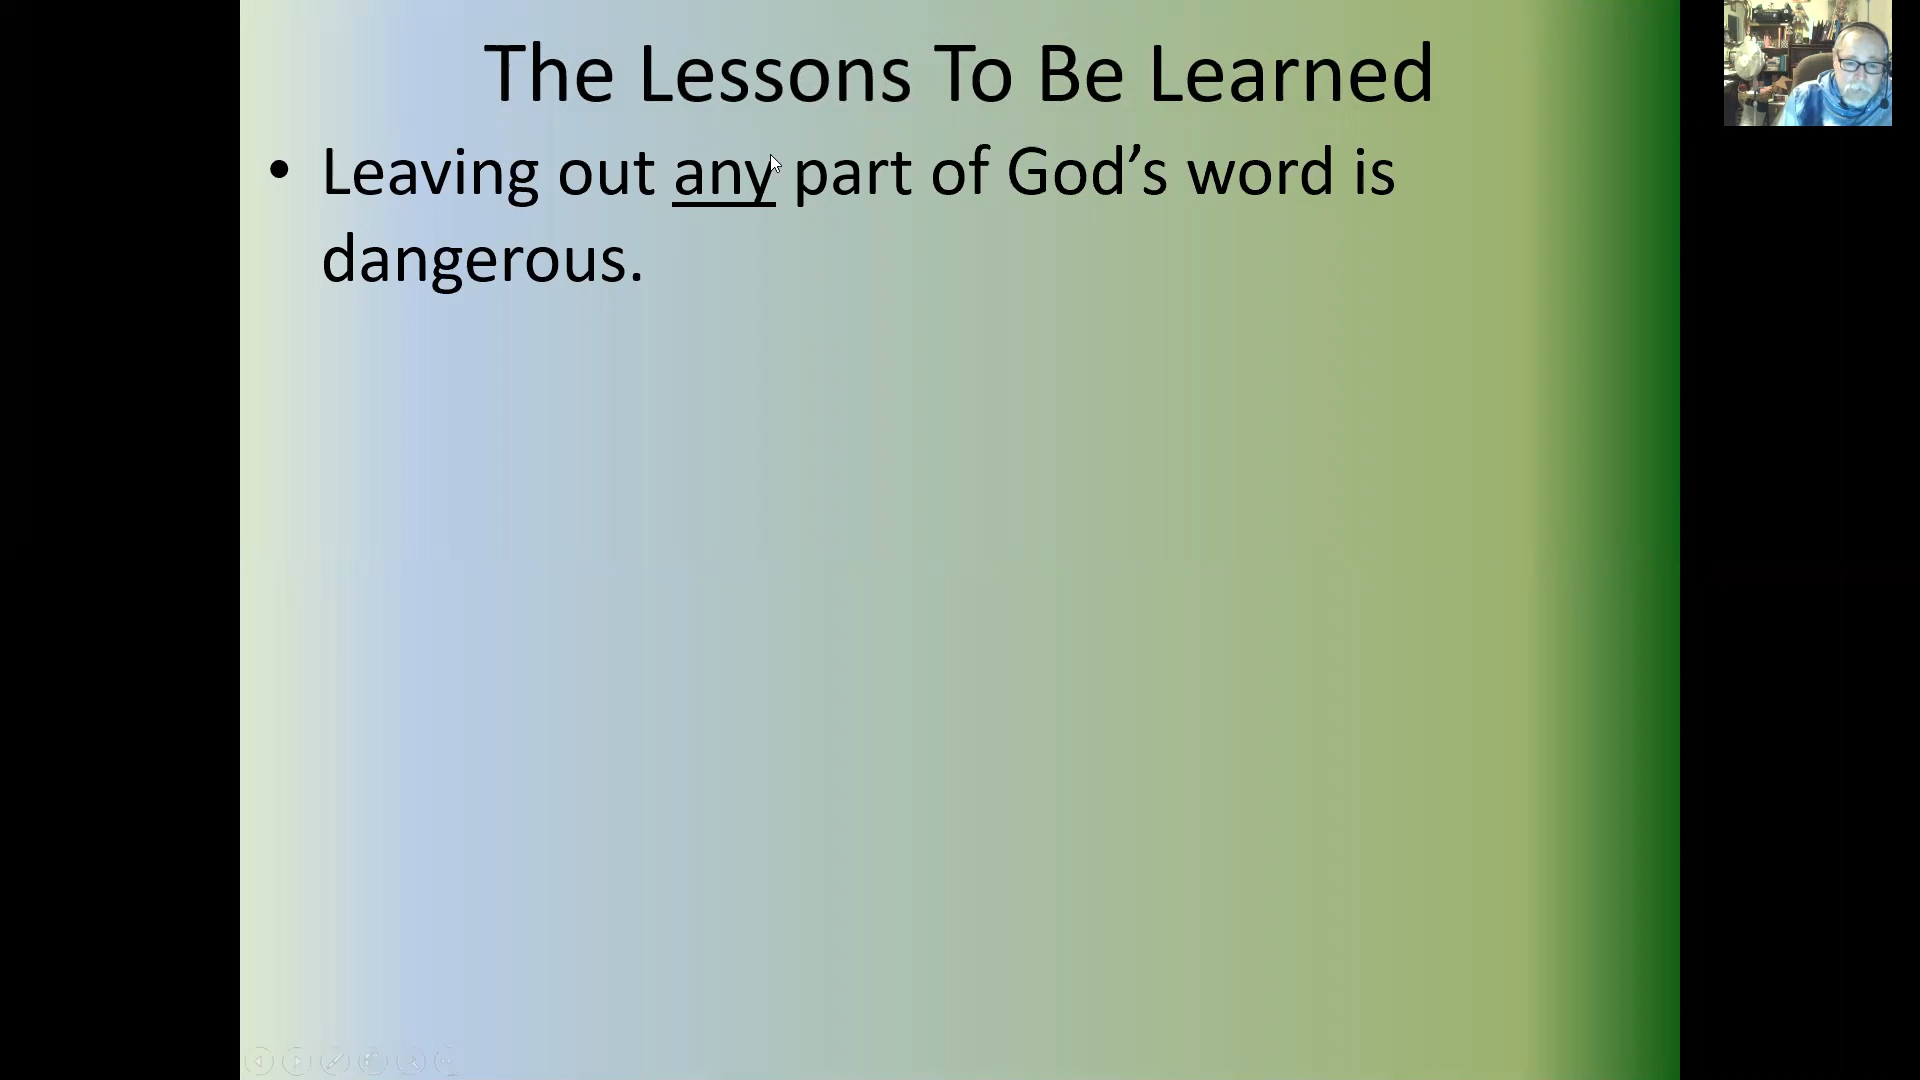 The Lessons To Be Learned
• Leaving out any part of God’s word is
dangerous.